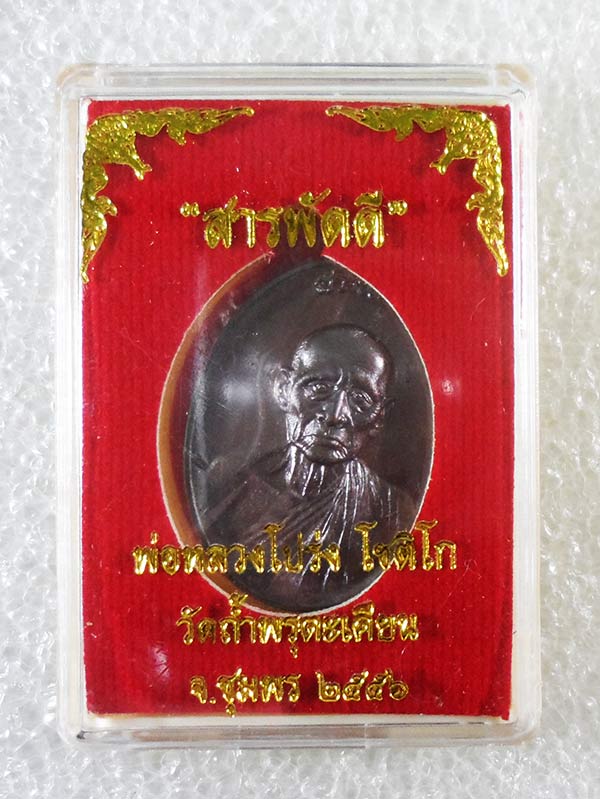 "สารพัดดี"
พ่อหลวงโปร่ง โชติโก
วัดถ้ำพรุตะเคียน
จ.ชุมพร ๒๕๕๖